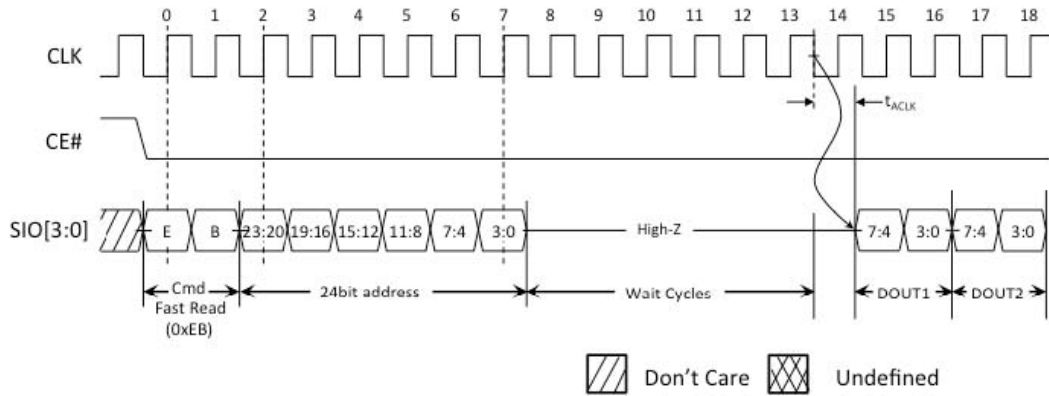 0 1 2 3 4 5 6 7 8 9 10 11 12 13 14 15 16 17 18
CLK
tACLK
CE#
SIO[3:0] E B 23:20 19:16 15:12 11:8 7:4 3:0 High-Z 7:4 3:0 7:4 3:0
Cmd 24bit address Wait Cycles DOUT1 DOUT2
Fast Read
(0xEB)
Don't Care Undefined